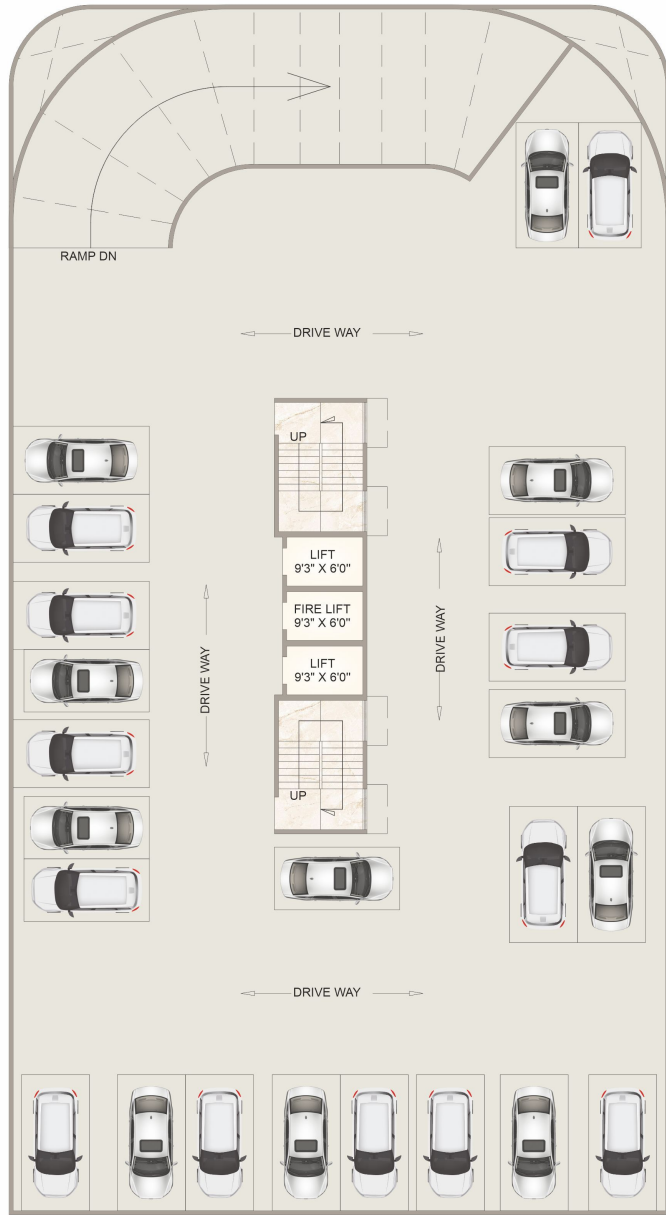 RAMP DN
DRIVE WAY
UP
LIFT
9'3" X 6'0"
FIRE LIFT
9'3" X 6'0"
LIFT
9'3" X 6'0"
DRIVE WAY
DRIVE WAY
UP
DRIVE WAY